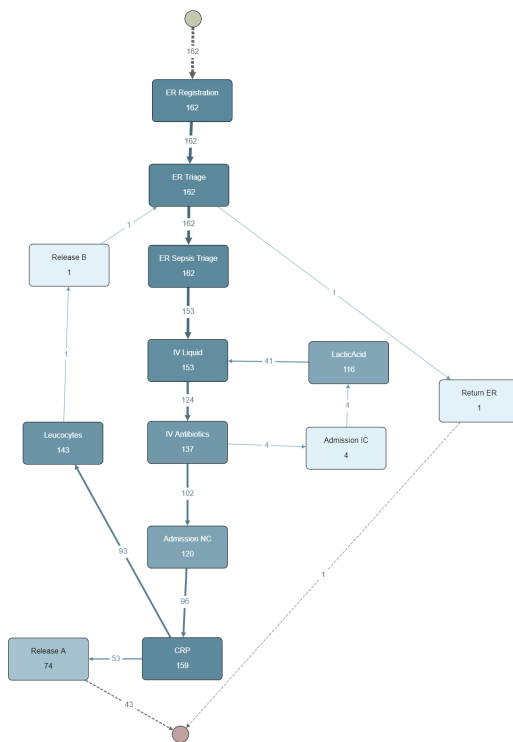 162
ER Registration
162
162
ER Triage
162
1
162
1
Release B
1
ER Sepsis Triage
162
153
1
IV Liquid
153
41
LacticAcid
116
124
4
Return ER
1
Leucocytes
143
IV Antibiotics
137
4
Admission IC
4
102
Admission NC
120
93
1
96
Release A
74
53
CRP
159
43